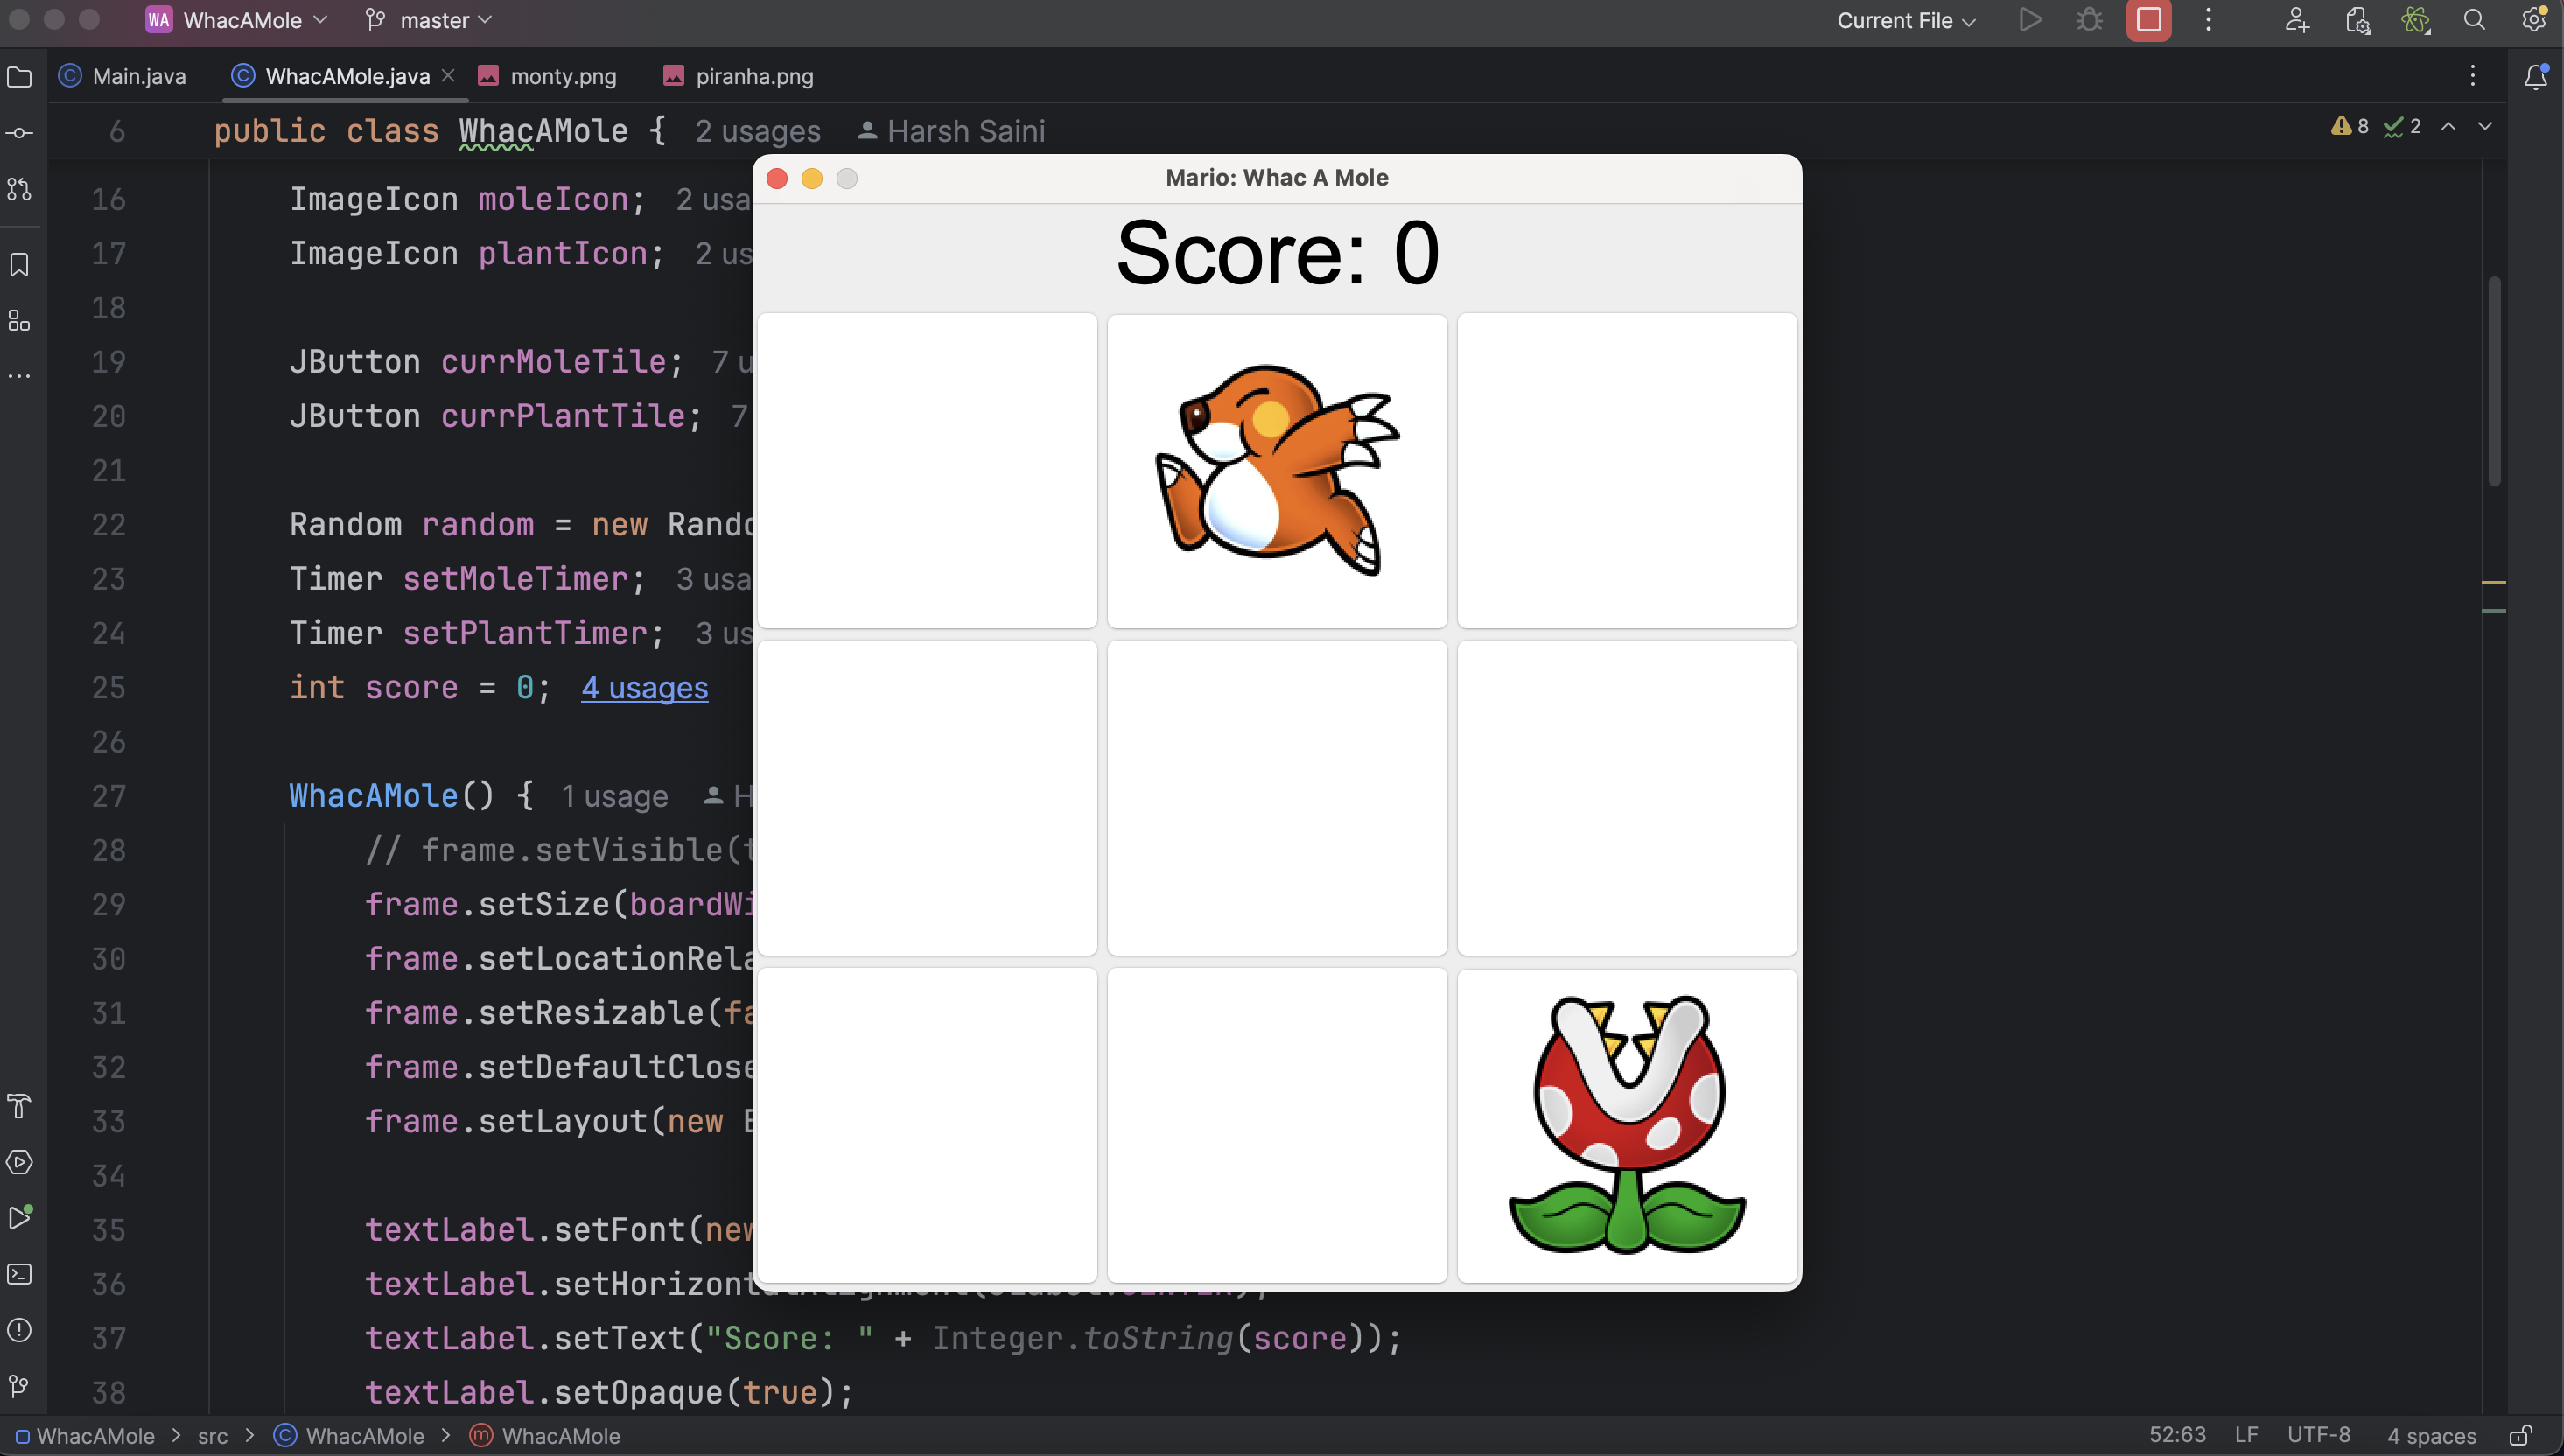 WA WhacAMole master Current File
Main.java WhacAMole.java monty.png piranha.png
6 public class WhacAMole { 2 usages Harsh Saini 8 2
Mario: Whac A Mole
Score: 0
16 ImageIcon moleIcon; 2 usa
17 ImageIcon plantIcon; 2 us
18
19 JButton currMoleTile; 7 u
20 JButton currPlantTile; 7
21
22 Random random = new Rando
23 Timer setMoleTimer; 3 usa
24 Timer setPlantTimer; 3 us
25 int score = 0; 4 usages
26
27 WhacAMole() { 1 usage H
28 // frame.setVisible(t
29 frame.setSize(boardWi
30 frame.setLocationRela
31 frame.setResizable(fa
32 frame.setDefaultClose
33 frame.setLayout(new B
34
35 textLabel.setFont(new
36 textLabel.setHorizontalAlignment(JLabel.CENTER);
37 textLabel.setText("Score: " + Integer.toString(score));
38 textLabel.setOpaque(true);
WhacAMole > src > WhacAMole > WhacAMole 52:63 LF UTF-8 4 spaces